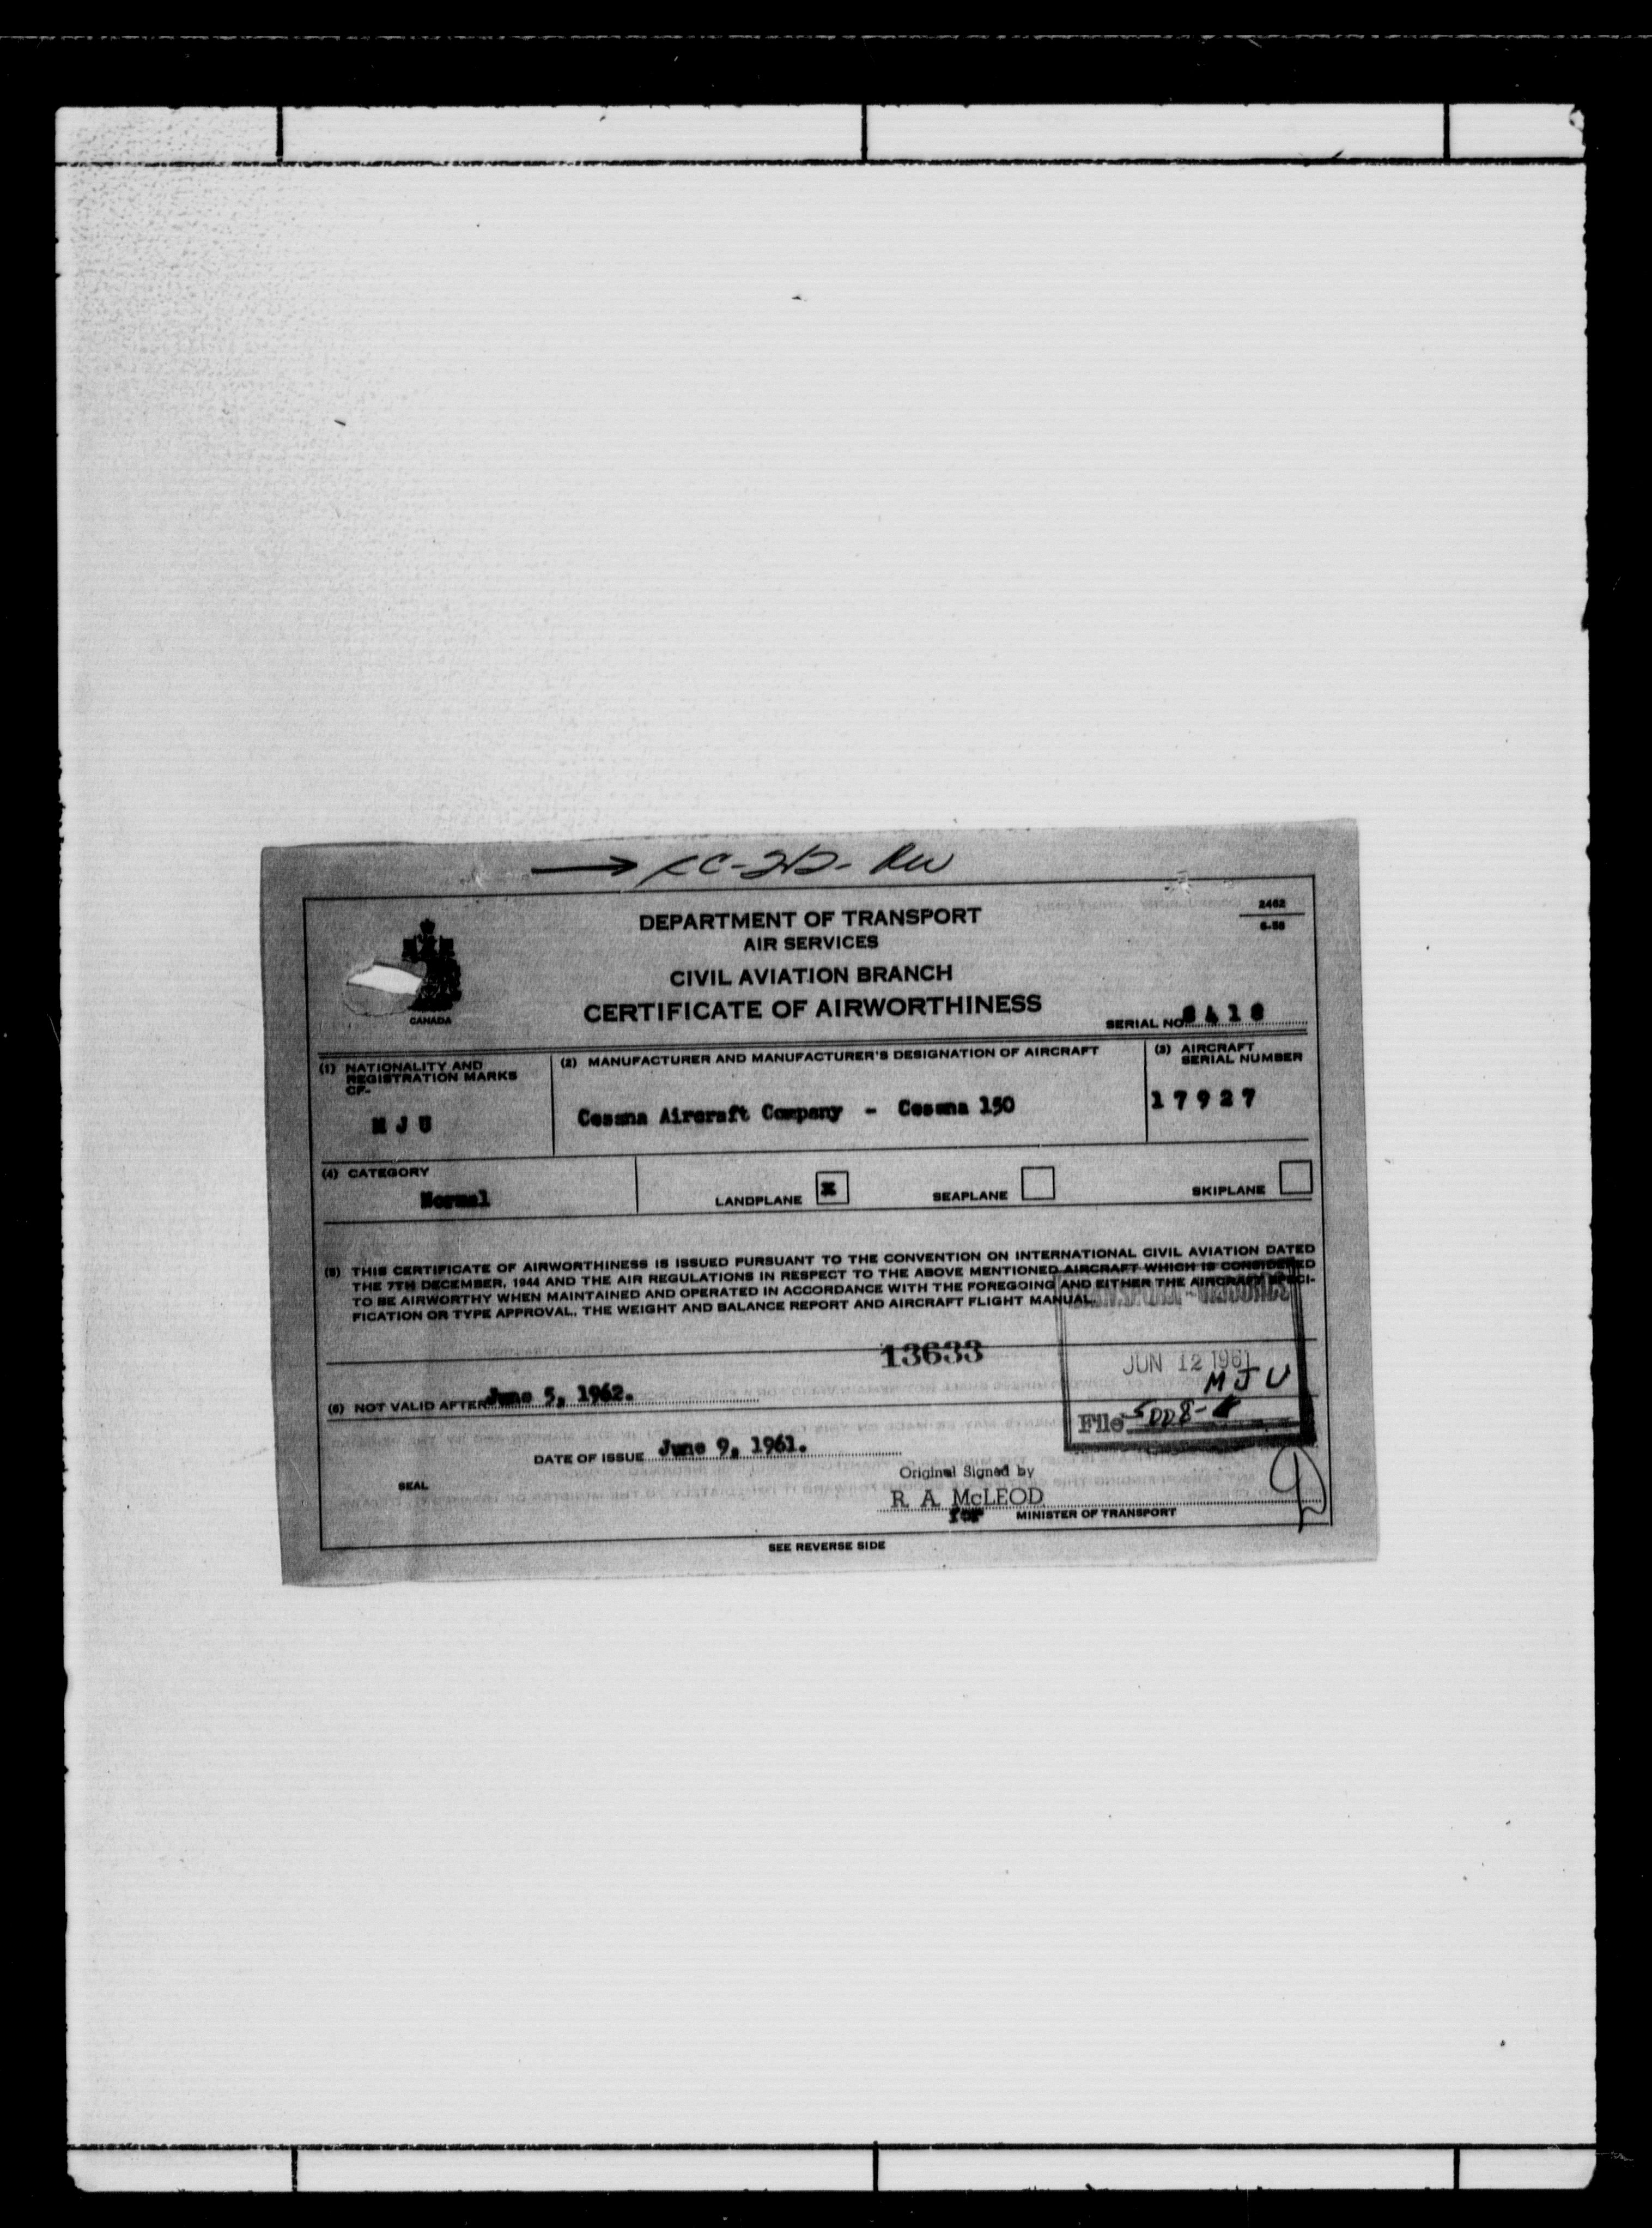 2462
6-58
DEPARTMENT OF TRANSPORT
AIR SERVICES
CIVIL AVIATION BRANCH
CERTIFICATE OF AIRWORTHINESS
CANADA
SERIAL NO.
(1) NATIONALITY AND
REGISTRATION MARKS
CF-
M J U
(2) MANUFACTURER AND MANUFACTURER'S DESIGNATION OF AIRCRAFT
Cessna Aircraft Company - Cessna 150
(3) AIRCRAFT
SERIAL NUMBER
17927
(4) CATEGORY
Normal
LANDPLANE X
SEAPLANE
SKIPLANE
(5) THIS CERTIFICATE OF AIRWORTHINESS IS ISSUED PURSUANT TO THE CONVENTION ON INTERNATIONAL CIVIL AVIATION DATED
THE 7TH DECEMBER, 1944 AND THE AIR REGULATIONS IN RESPECT TO THE ABOVE MENTIONED AIRCRAFT WHICH IS CONSIDERED
TO BE AIRWORTHY WHEN MAINTAINED AND OPERATED IN ACCORDANCE WITH THE FOREGOING AND EITHER THE AIRCRAFT SPECI-
FICATION OR TYPE APPROVAL, THE WEIGHT AND BALANCE REPORT AND AIRCRAFT FLIGHT MANUAL.
13633
JUN 12 1961
MJU
File 5008-
(6) NOT VALID AFTER June 5, 1962.
DATE OF ISSUE June 9, 1961.
SEAL
Original Signed by
R. A. McLEOD
for MINISTER OF TRANSPORT
SEE REVERSE SIDE